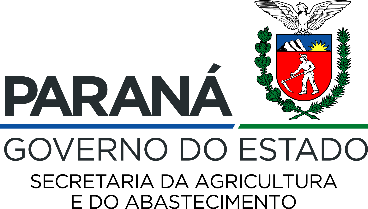 PARANÁ
GOVERNO DO ESTADO
SECRETARIA DA AGRICULTURA
E DO ABASTECIMENTO